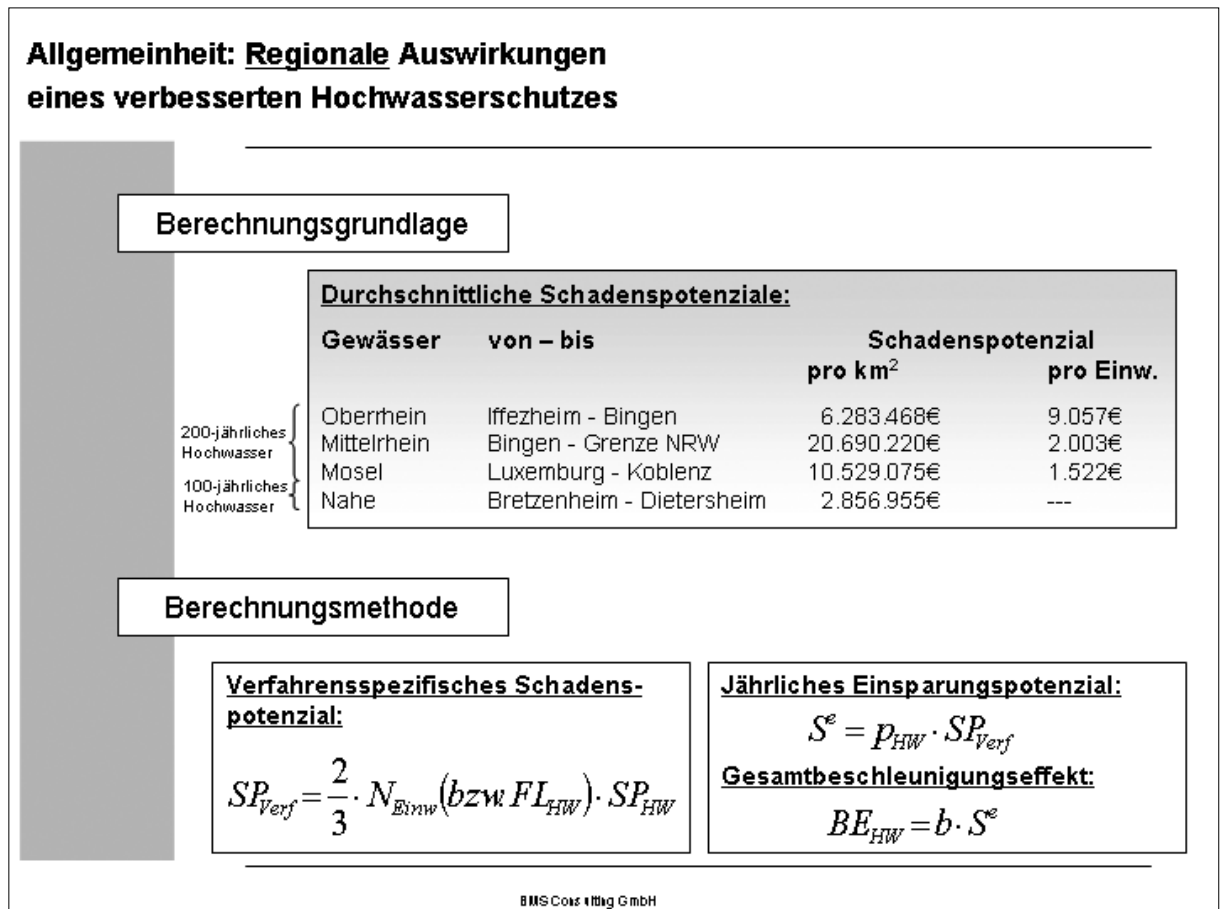 Allgemeinheit: Regionale Auswirkungen
eines verbesserten Hochwasserschutzes
Berechnungsgrundlage
Durchschnittliche Schadenspotenziale:
Gewässer von – bis Schadenspotenzial
pro km² pro Einw.
200-jährliches
Hochwasser
100-jährliches
Hochwasser
Oberrhein Iffezheim - Bingen 6.283.468€ 9.057€
Mittelrhein Bingen - Grenze NRW 20.690.220€ 2.003€
Mosel Luxemburg - Koblenz 10.529.075€ 1.522€
Nahe Bretzenheim - Dietersheim 2.856.955€ ---
Berechnungsmethode
Verfahrensspezifisches Schadens-
potenzial:
SP_Verf = 2/3 · N_Einw (bzw. FL_HW) · SP_HW
Jährliches Einsparungspotenzial:
S^e = p_HW · SP_Verf
Gesamtbeschleunigungseffekt:
BE_HW = b · S^e
BMS Consulting GmbH